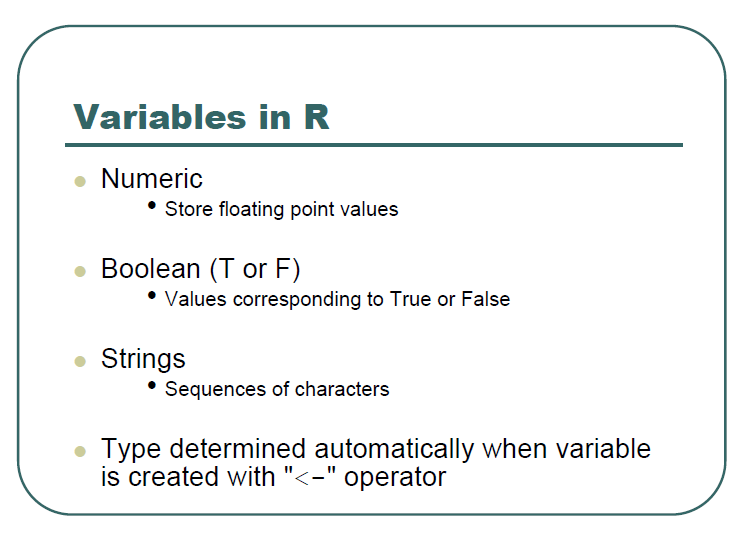 Variables in R
Numeric
Store floating point values
Boolean (T or F)
Values corresponding to True or False
Strings
Sequences of characters
Type determined automatically when variable
is created with "<-" operator